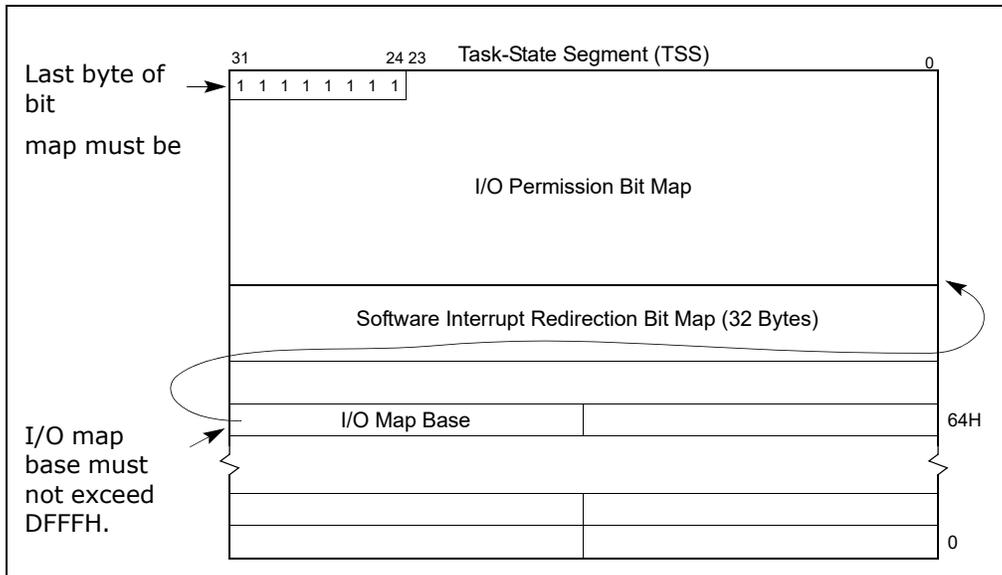 Task-State Segment (TSS)
31
24 23
0
Last byte of
bit
map must be
1 1 1 1 1 1 1 1
I/O Permission Bit Map
Software Interrupt Redirection Bit Map (32 Bytes)
I/O Map Base
64H
I/O map
base must
not exceed
DFFFH.
0